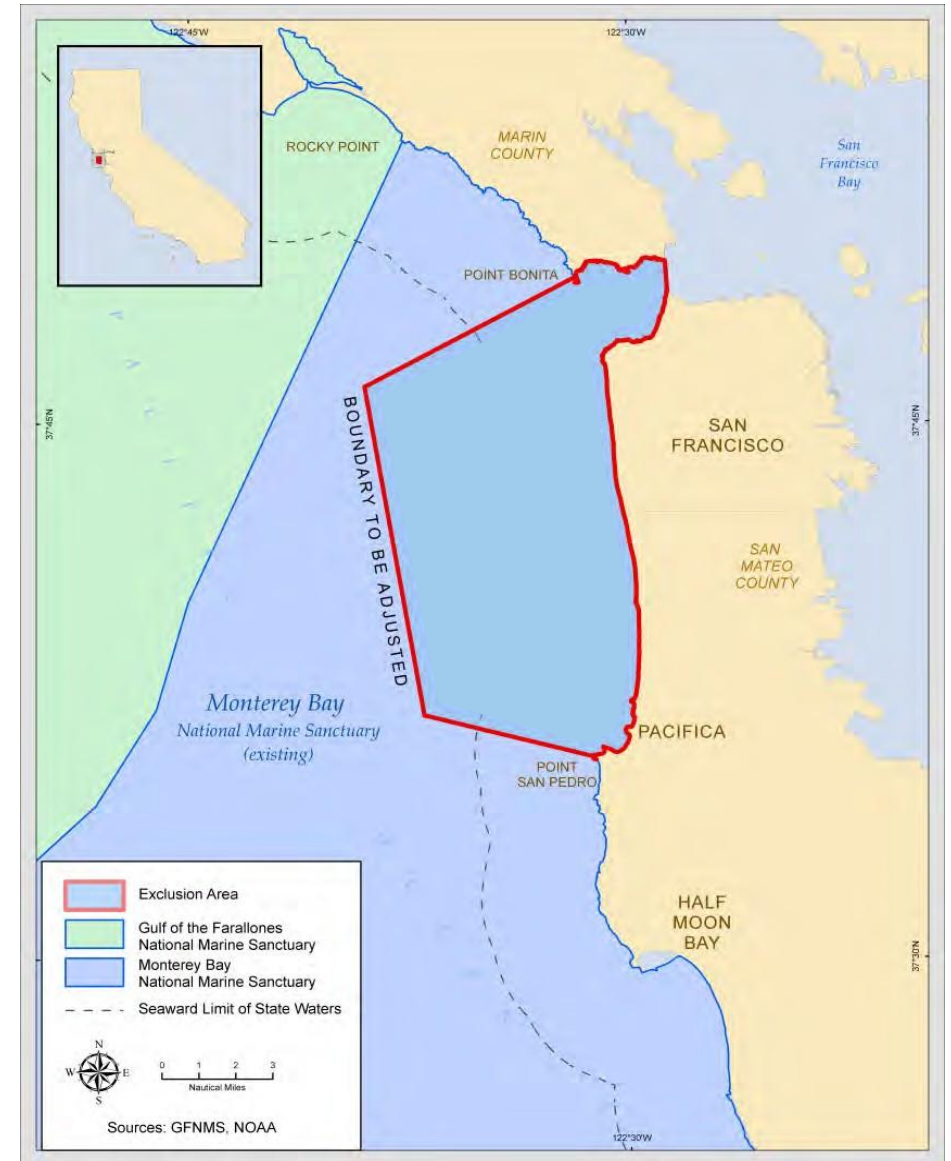 122°45'W
122°30'W
ROCKY POINT
MARIN
COUNTY
San
Francisco
Bay
POINT BONITA
37°45'N
37°45'N
BOUNDARY TO BE ADJUSTED
SAN
FRANCISCO
SAN
MATEO
COUNTY
Monterey Bay
National Marine Sanctuary
(existing)
PACIFICA
POINT
SAN PEDRO
HALF
MOON
BAY
37°30'N
Exclusion Area
Gulf of the Farallones
National Marine Sanctuary
Monterey Bay
National Marine Sanctuary
Seaward Limit of State Waters
N
W
E
S
0 1 2 3
Nautical Miles
Sources: GFNMS, NOAA
122°30'W